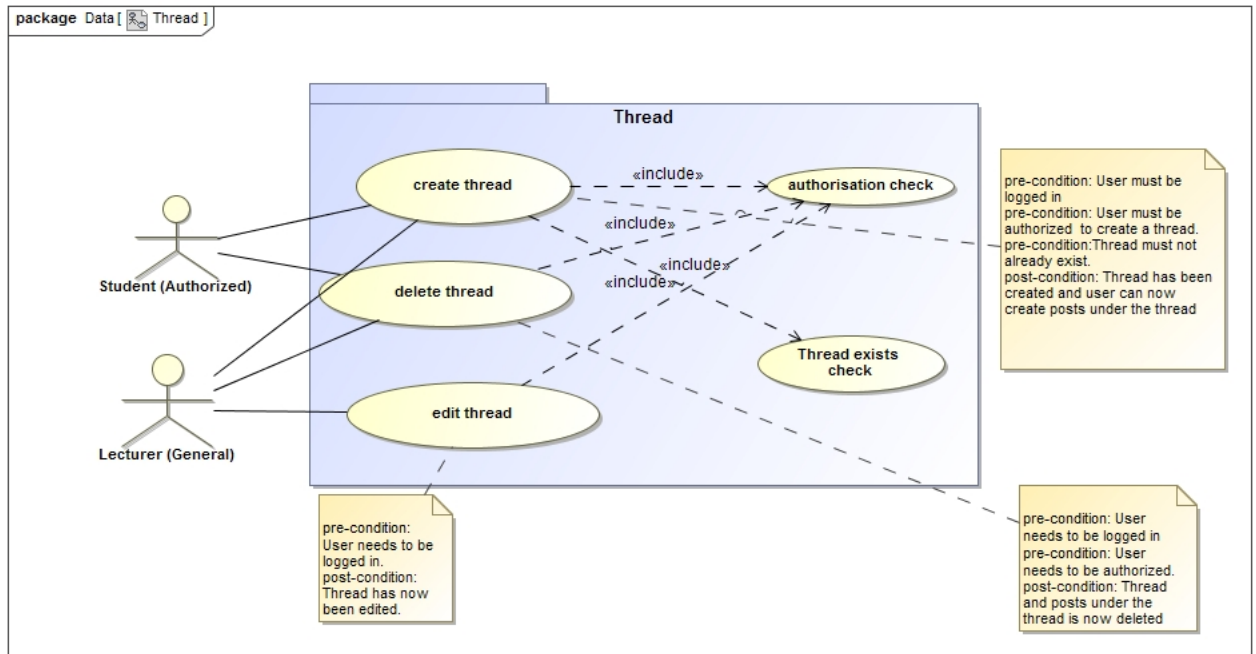 package Data [ Thread ]
Thread
create thread
«include»
authorisation check
pre-condition: User must be
logged in
pre-condition: User must be
authorized to create a thread.
pre-condition:Thread must not
already exist.
post-condition: Thread has been
created and user can now
create posts under the thread
«include»
Student (Authorized)
delete thread
«include»
«include»
Thread exists
check
edit thread
Lecturer (General)
pre-condition:
User needs to be
logged in.
post-condition:
Thread has now
been edited.
pre-condition: User
needs to be logged in
pre-condition: User
needs to be authorized.
post-condition: Thread
and posts under the
thread is now deleted